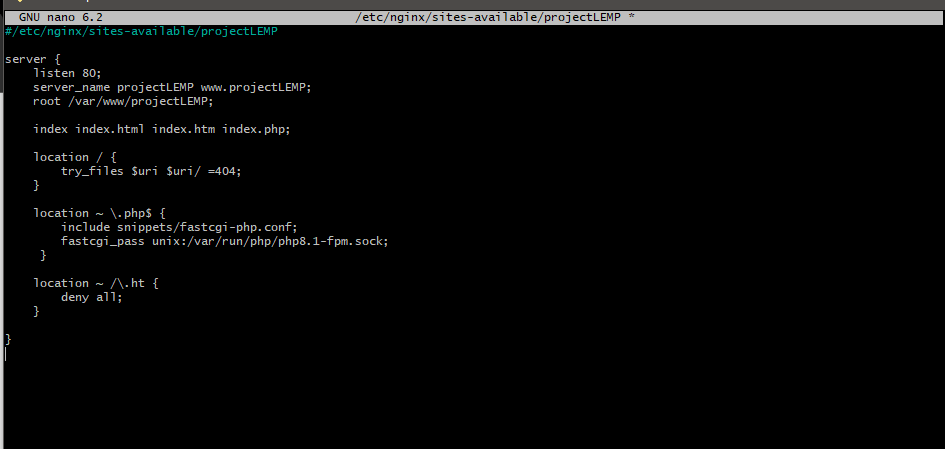 GNU nano 6.2 /etc/nginx/sites-available/projectLEMP *
#/etc/nginx/sites-available/projectLEMP
server {
listen 80;
server_name projectLEMP www.projectLEMP;
root /var/www/projectLEMP;
index index.html index.htm index.php;
location / {
try_files $uri $uri/ =404;
}
location ~ \.php$ {
include snippets/fastcgi-php.conf;
fastcgi_pass unix:/var/run/php/php8.1-fpm.sock;
}
location ~ /\.ht {
deny all;
}
}